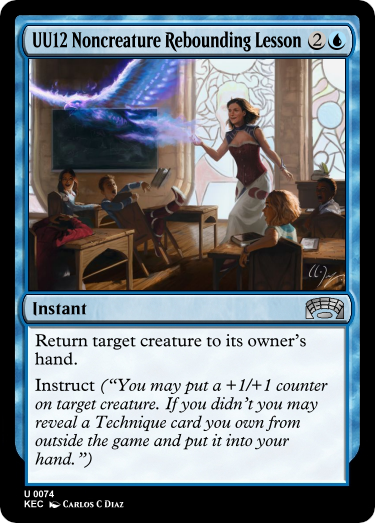 UU12 Noncreature Rebounding Lesson 2
Instant
Return target creature to its owner's
hand.
Instruct (“You may put a +1/+1 counter
on target creature. If you didn't you may
reveal a Technique card you own from
outside the game and put it into your
hand.”)
U 0074
KEC Carlos C Diaz